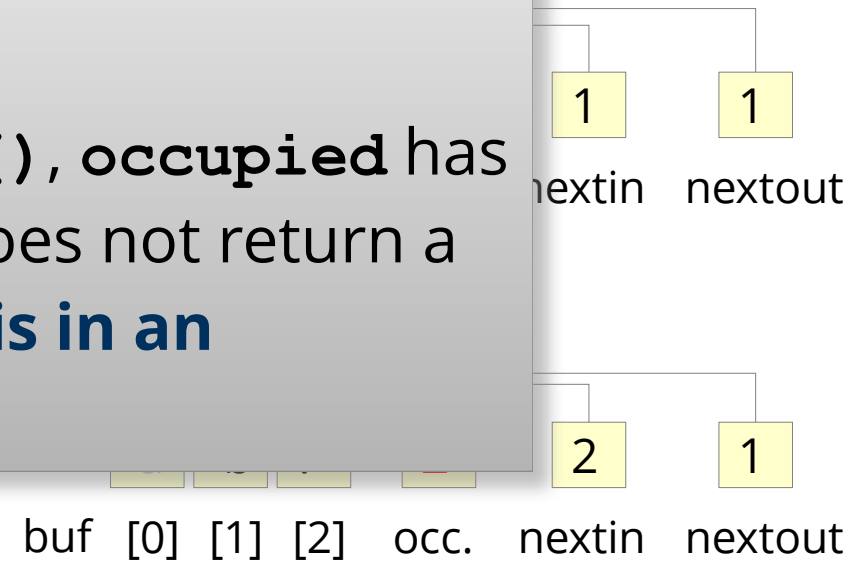 1 1
), occupied has
nextin nextout
oes not return a
is in an
2 1
buf [0] [1] [2] occ. nextin nextout